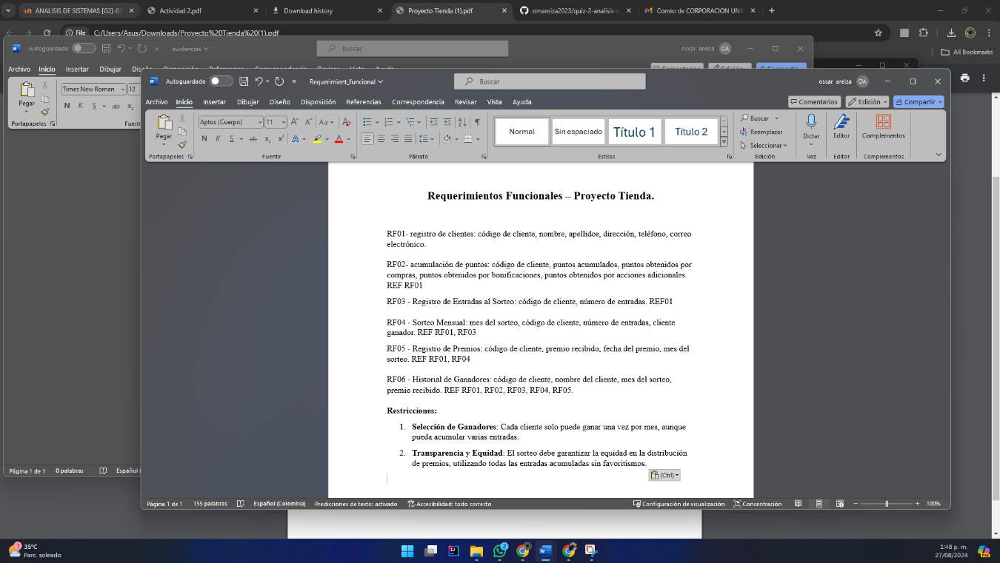 ANALISIS DE SISTEMAS [G2]-82
Actividad 2.pdf
Download history
Proyecto Tienda (1).pdf
omareiza2023/quiz-2-analisis-s
Correo de CORPORACION UNI
File C:/Users/Asus/Downloads/Proyecto%20Tienda%20(1).pdf
All Bookmarks
Autoguardado
evidencias
Buscar
oscar areiza OA
Archivo Inicio Insertar Dibujar
Pegar
Times New Roman 12
N K S ab x₂
Portapapeles
Autoguardado
Requerimient_funcional
Buscar
oscar areiza OA
Archivo Inicio Insertar Dibujar Diseño Disposición Referencias Correspondencia Revisar Vista Ayuda
Comentarios Edición Compartir
Pegar
Aptos (Cuerpo) 11
Aa
N K S ab x₂ x² A A
Normal Sin espaciado Título 1 Título 2
Buscar
Reemplazar
Seleccionar
Dictar Editor Complementos
Portapapeles Fuente Párrafo Estilos Edición Voz Editor Complementos
Requerimientos Funcionales – Proyecto Tienda.
RF01- registro de clientes: código de cliente, nombre, apellidos, dirección, teléfono, correo
electrónico.
RF02- acumulación de puntos: código de cliente, puntos acumulados, puntos obtenidos por
compras, puntos obtenidos por bonificaciones, puntos obtenidos por acciones adicionales.
REF RF01
RF03 - Registro de Entradas al Sorteo: código de cliente, número de entradas. REF01
RF04 - Sorteo Mensual: mes del sorteo, código de cliente, número de entradas, cliente
ganador. REF RF01, RF03
RF05 - Registro de Premios: código de cliente, premio recibido, fecha del premio, mes del
sorteo. REF RF01, RF04
RF06 - Historial de Ganadores: código de cliente, nombre del cliente, mes del sorteo,
premio recibido. REF RF01, RF02, RF03, RF04, RF05.
Restricciones:
1. Selección de Ganadores: Cada cliente solo puede ganar una vez por mes, aunque
pueda acumular varias entradas.
2. Transparencia y Equidad: El sorteo debe garantizar la equidad en la distribución
de premios, utilizando todas las entradas acumuladas sin favoritismos.
(Ctrl)
Página 1 de 1 0 palabras Español (
Página 1 de 1 155 palabras Español (Colombia) Predicciones de texto: activado Accesibilidad: todo correcto Configuración de visualización Concentración 100%
35°C
Parc. soleado
1:48 p. m.
27/08/2024